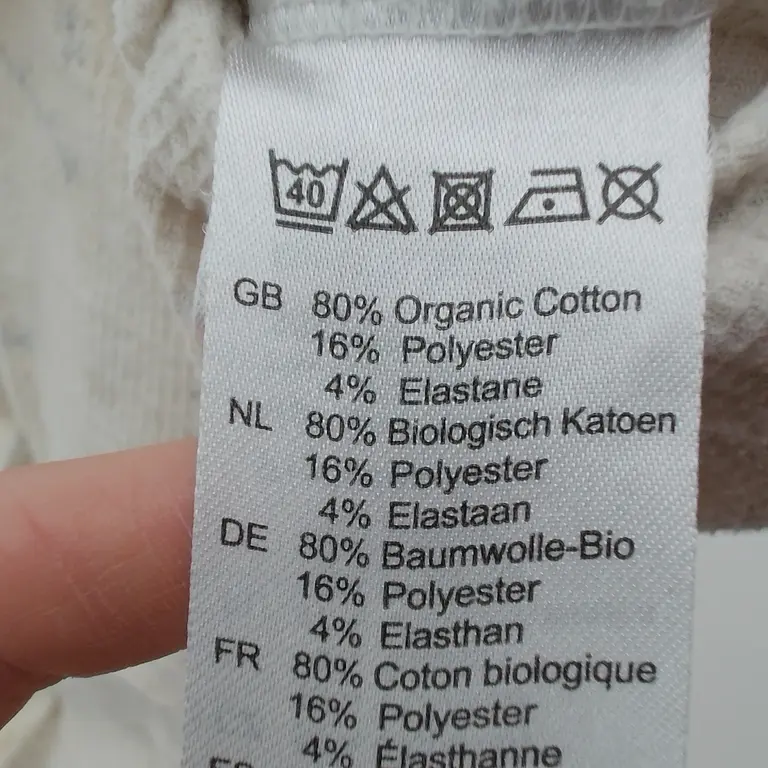 40
GB 80% Organic Cotton
16% Polyester
4% Elastane
NL 80% Biologisch Katoen
16% Polyester
4% Elastaan
DE 80% Baumwolle-Bio
16% Polyester
4% Elasthan
FR 80% Coton biologique
16% Polyester
4% Élasthanne